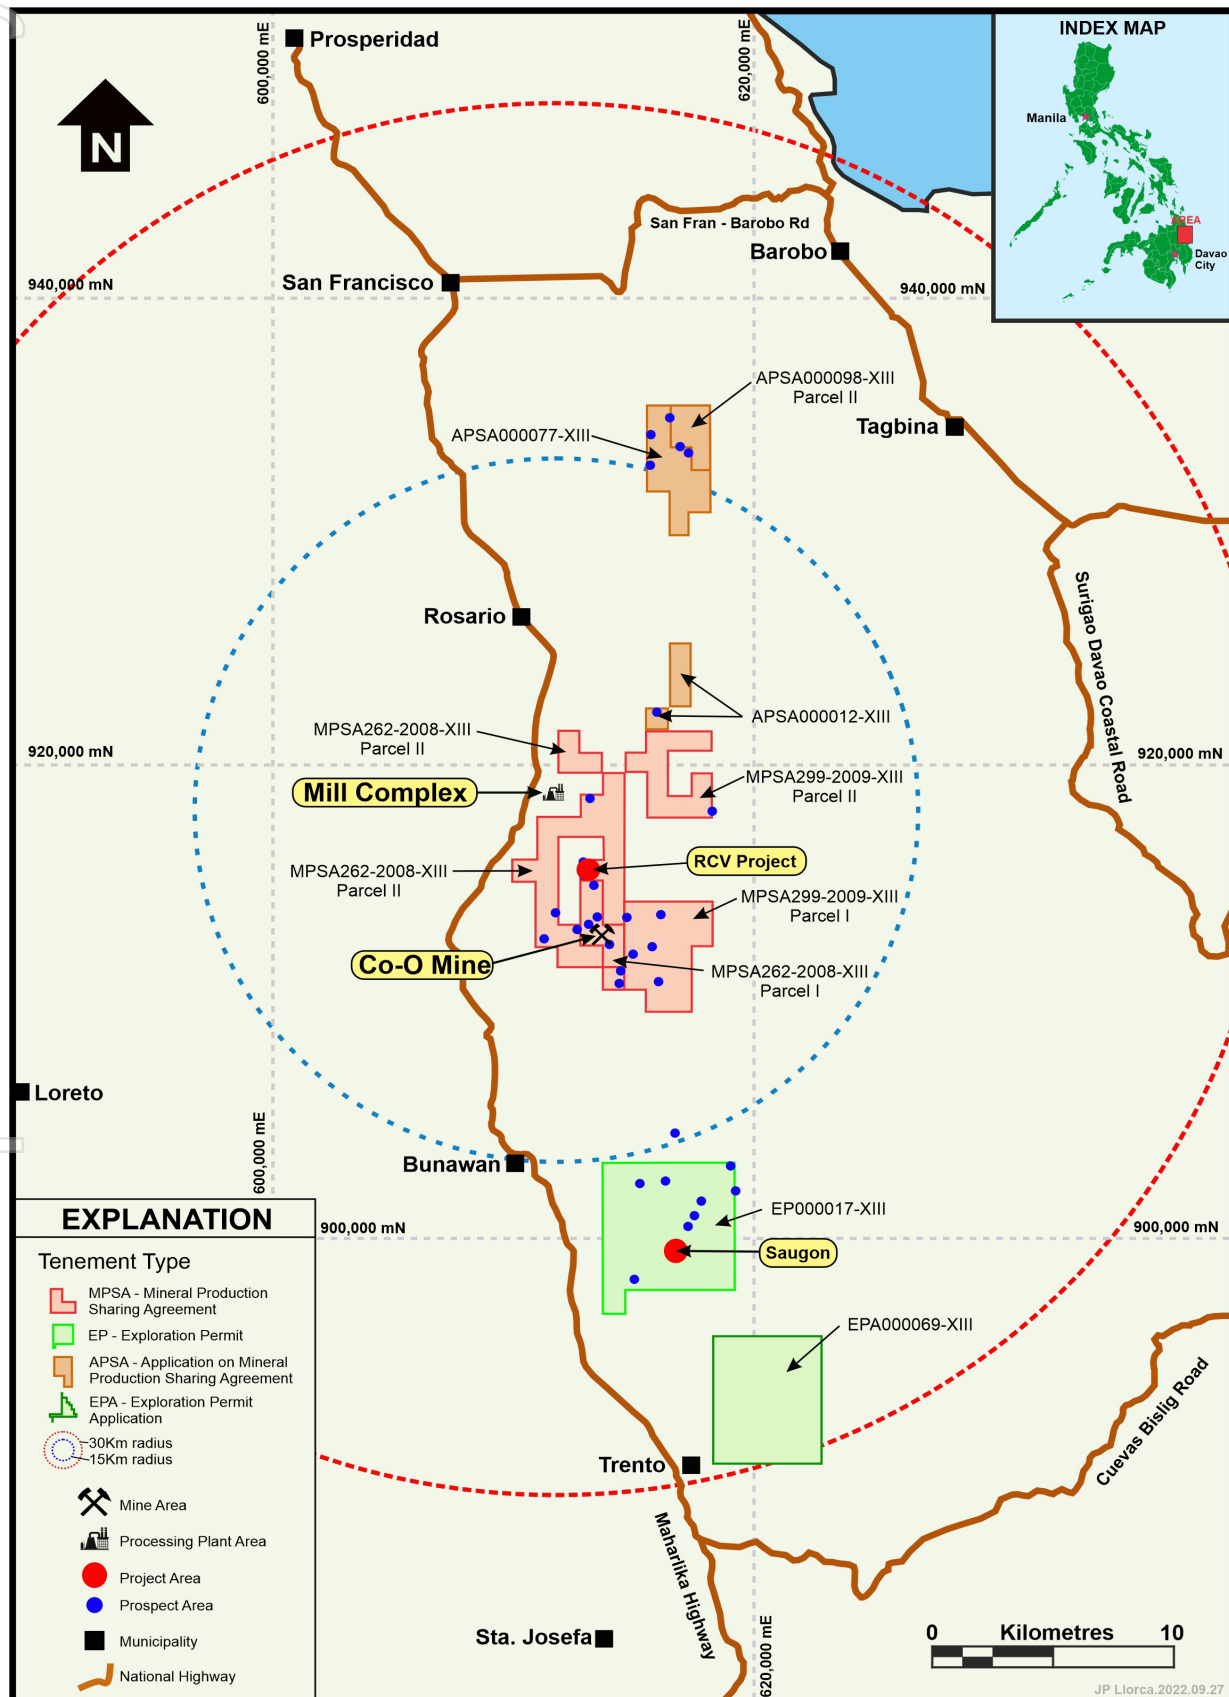 INDEX MAP
Manila
AREA
Davao
City
Prosperidad
600,000 mE
620,000 mE
N
San Fran - Barobo Rd
Barobo
San Francisco
940,000 mN
940,000 mN
APSA000098-XIII
Parcel II
APSA000077-XIII
Tagbina
Surigao Davao Coastal Road
Rosario
APSA000012-XIII
MPSA262-2008-XIII
Parcel II
920,000 mN
920,000 mN
MPSA299-2009-XIII
Parcel II
Mill Complex
RCV Project
MPSA262-2008-XIII
Parcel II
MPSA299-2009-XIII
Parcel I
Co-O Mine
MPSA262-2008-XIII
Parcel I
Loreto
600,000 mE
Bunawan
EP000017-XIII
900,000 mN
900,000 mN
Saugon
EPA000069-XIII
Cuevas Bislig Road
Trento
Maharlika Highway
Sta. Josefa
620,000 mE
EXPLANATION
Tenement Type
MPSA - Mineral Production
Sharing Agreement
EP - Exploration Permit
APSA - Application on Mineral
Production Sharing Agreement
EPA - Exploration Permit
Application
30Km radius
15Km radius
Mine Area
Processing Plant Area
Project Area
Prospect Area
Municipality
National Highway
0 Kilometres 10
JP Llorca.2022.09.27